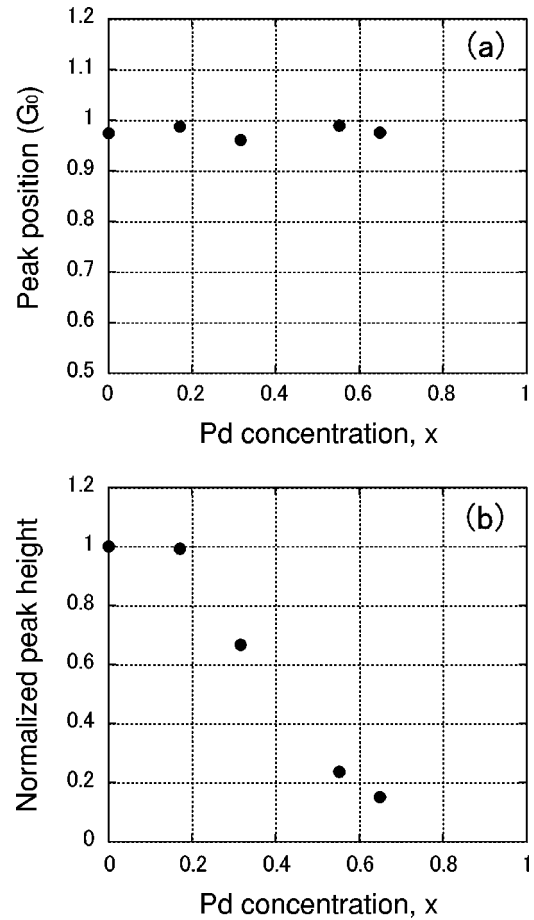 (a)
Peak position (G0)
1.2
1.1
1
0.9
0.8
0.7
0.6
0.5
0 0.2 0.4 0.6 0.8 1
Pd concentration, x
(b)
Normalized peak height
1.2
1
0.8
0.6
0.4
0.2
0
0 0.2 0.4 0.6 0.8 1
Pd concentration, x